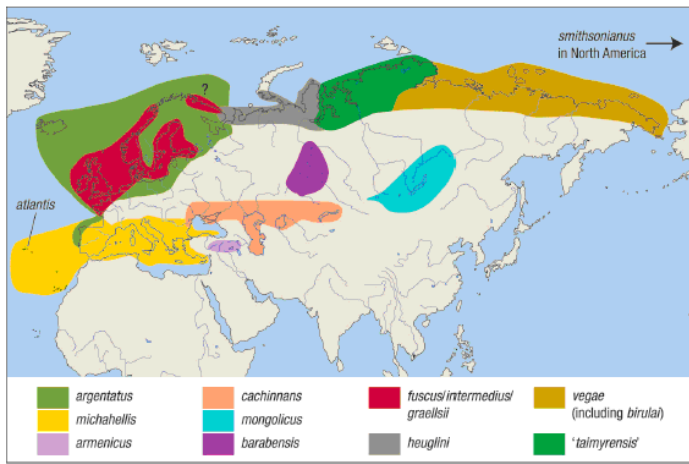 smithsonianus
in North America
?
atlantis
argentatus
cachinnans
fuscus/intermedius/
graellsii
vegae
(including birulai)
michahellis
mongolicus
armenicus
barabensis
heuglini
'taimyrensis'